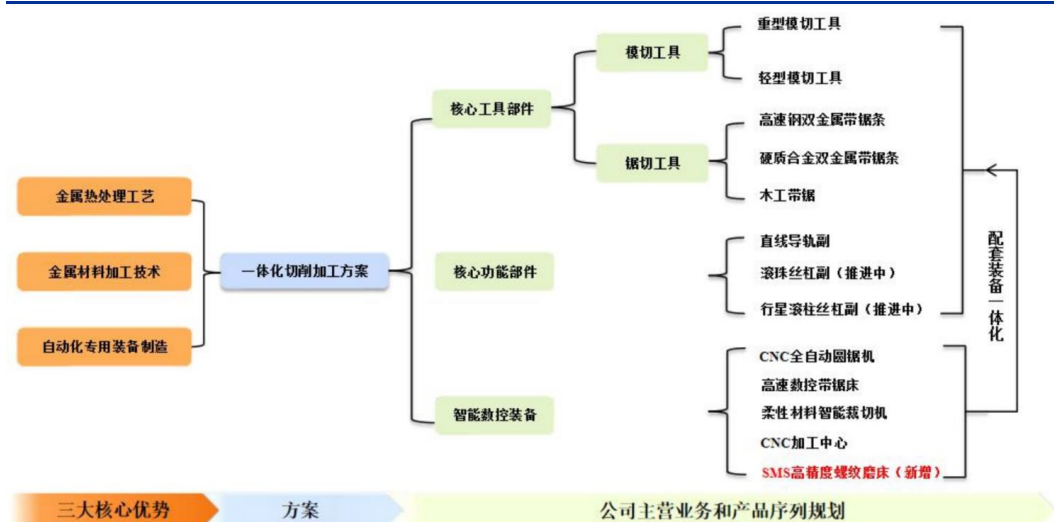 金属热处理工艺
金属材料加工技术
自动化专用装备制造
一体化切削加工方案
核心工具部件
核心功能部件
智能数控装备
模切工具
锯切工具
重型模切工具
轻型模切工具
高速钢双金属带锯条
硬质合金双金属带锯条
木工带锯
直线导轨副
滚珠丝杠副（推进中）
行星滚柱丝杠副（推进中）
CNC全自动圆锯机
高速数控带锯床
柔性材料智能裁切机
CNC加工中心
SMS高精度螺纹磨床（新增）
配套装备一体化
三大核心优势
方案
公司主营业务和产品序列规划